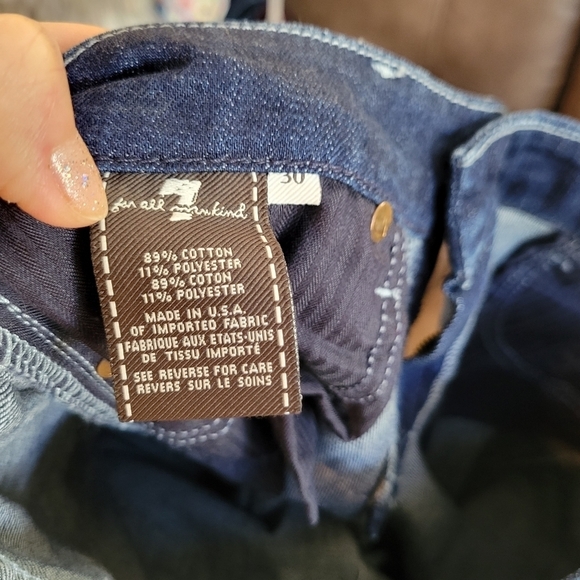 30
for all 7 mankind
89% COTTON
11% POLYESTER
89% COTON
11% POLYESTER
MADE IN U.S.A.
OF IMPORTED FABRIC
FABRIQUE AUX ETATS-UNIS
DE TISSU IMPORTÉ
SEE REVERSE FOR CARE
REVERS SUR LE SOINS